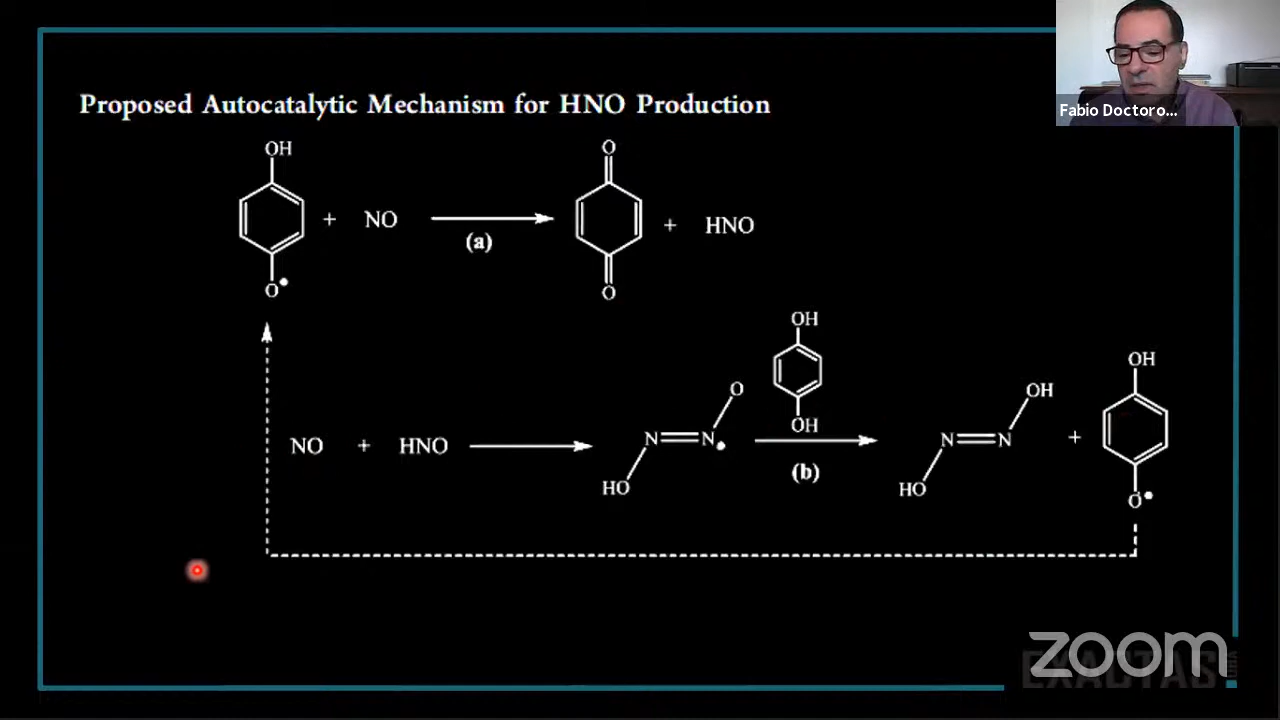 Proposed Autocatalytic Mechanism for HNO Production
Fabio Doctoro...
OH
O
+ NO
(a)
+ HNO
O•
O
OH
OH
O
OH
NO + HNO
N=N•
OH
(b)
N=N
+
HO
HO
O•
zoom
EXACTAS